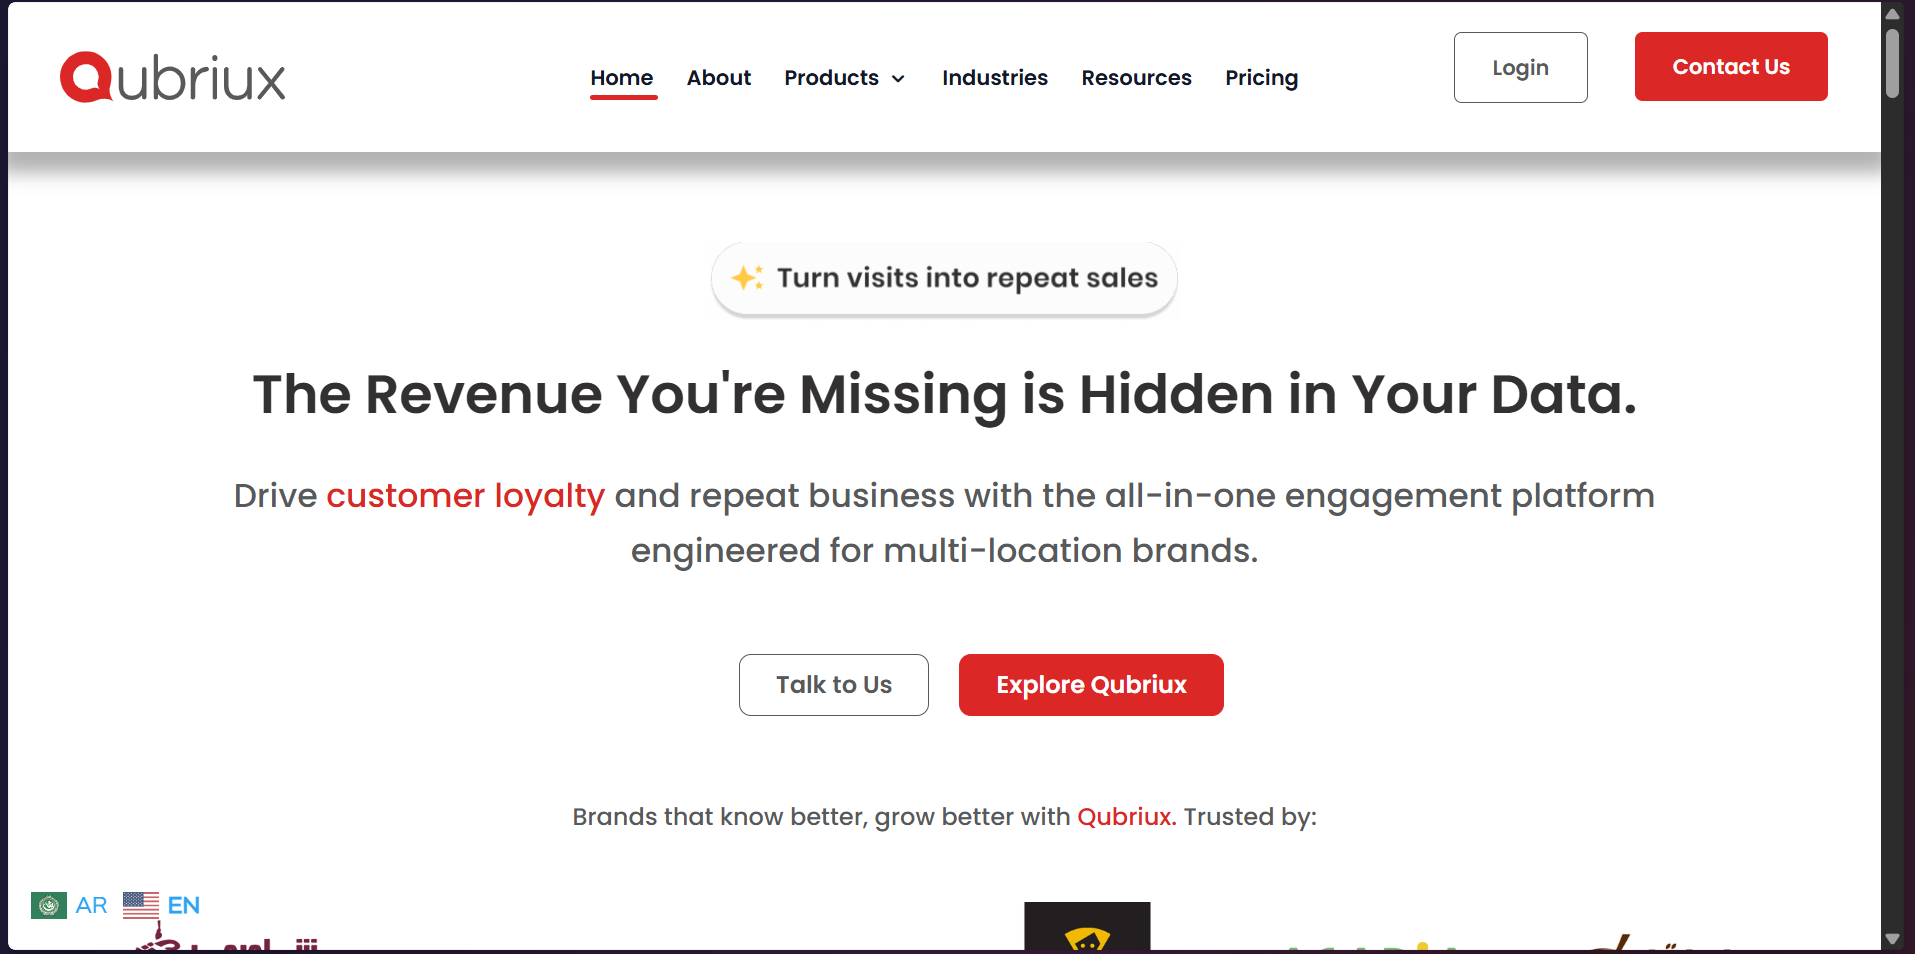 Qubriux
Home About Products Industries Resources Pricing
Login
Contact Us
Turn visits into repeat sales
The Revenue You're Missing is Hidden in Your Data.
Drive customer loyalty and repeat business with the all-in-one engagement platform
engineered for multi-location brands.
Talk to Us
Explore Qubriux
Brands that know better, grow better with Qubriux. Trusted by:
AR EN